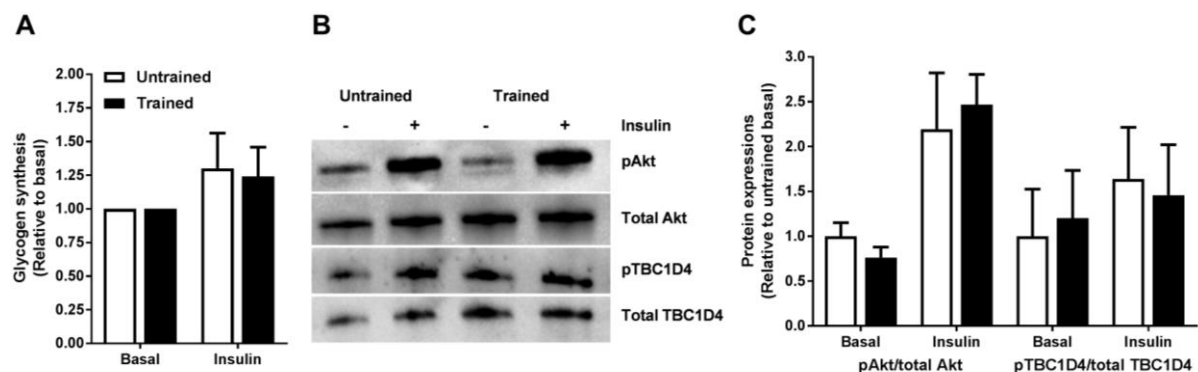 A
Glycogen synthesis
(Relative to basal)
2.00
1.75
1.50
1.25
1.00
0.75
0.50
0.25
0.00
Untrained
Trained
Basal
Insulin
B
Untrained
Trained
- + - + Insulin
pAkt
Total Akt
pTBC1D4
Total TBC1D4
C
Protein expressions
(Relative to untrained basal)
3.0
2.5
2.0
1.5
1.0
0.5
0.0
Basal Insulin Basal Insulin
pAkt/total Akt pTBC1D4/total TBC1D4